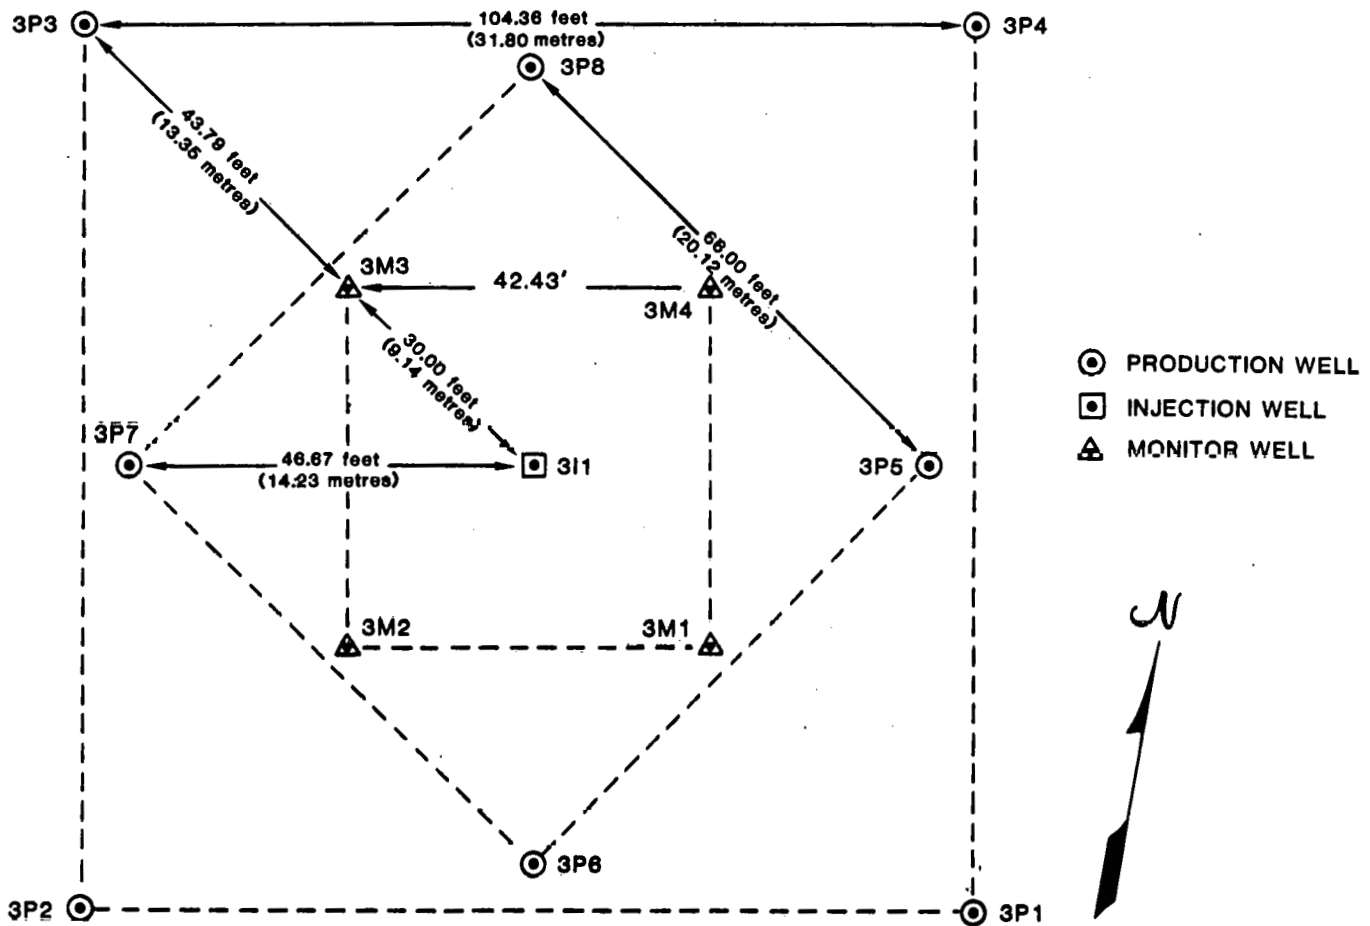 3P3
104.36 feet
(31.80 metres)
3P4
3P8
43.79 feet
(13.35 metres)
66.00 feet
(20.12 metres)
3M3
42.43'
3M4
30.00 feet
(9.14 metres)
PRODUCTION WELL
INJECTION WELL
MONITOR WELL
3P7
46.67 feet
(14.23 metres)
3I1
3P5
3M2
3M1
N
3P6
3P2
3P1